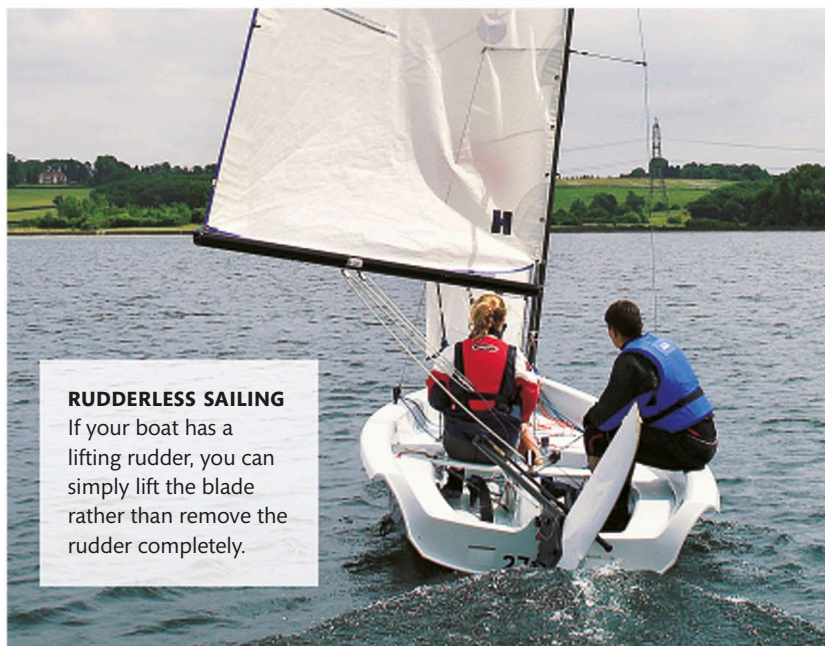 H
RUDDERLESS SAILING
If your boat has a
lifting rudder, you can
simply lift the blade
rather than remove the
rudder completely.